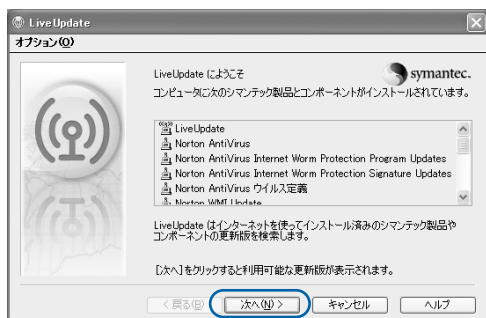 LiveUpdate
オプション(O)
LiveUpdate にようこそ
symantec.
コンピュータに次のシマンテック製品とコンポーネントがインストールされています。
LiveUpdate
Norton AntiVirus
Norton AntiVirus Internet Worm Protection Program Updates
Norton AntiVirus Internet Worm Protection Signature Updates
Norton AntiVirus ウイルス定義
Norton WMI Update
LiveUpdate はインターネットを使ってインストール済みのシマンテック製品や
コンポーネントの更新版を検索します。
[次へ]をクリックすると利用可能な更新版が表示されます。
< 戻る(B)
次へ(N) >
キャンセル
ヘルプ